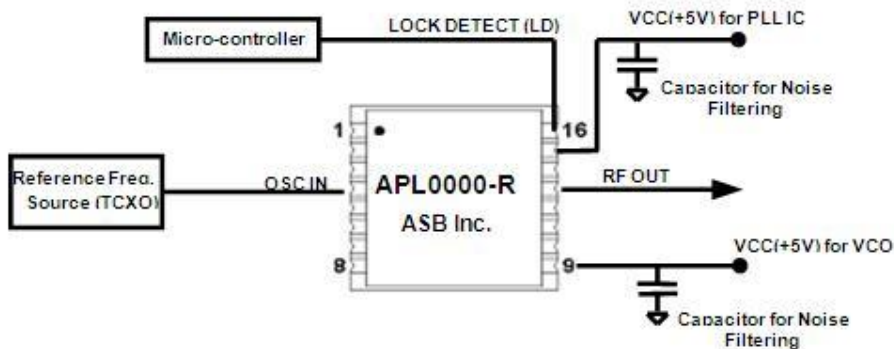 VCC(+5V) for PLL IC
LOCK DETECT (LD)
Micro-controller
Capacitor for Noise
Filtering
1
16
Reference Freq.
Source (TCXO)
OSC IN
APL0000-R
RF OUT
ASB Inc.
VCC(+5V) for VCO
8
9
Capacitor for Noise
Filtering